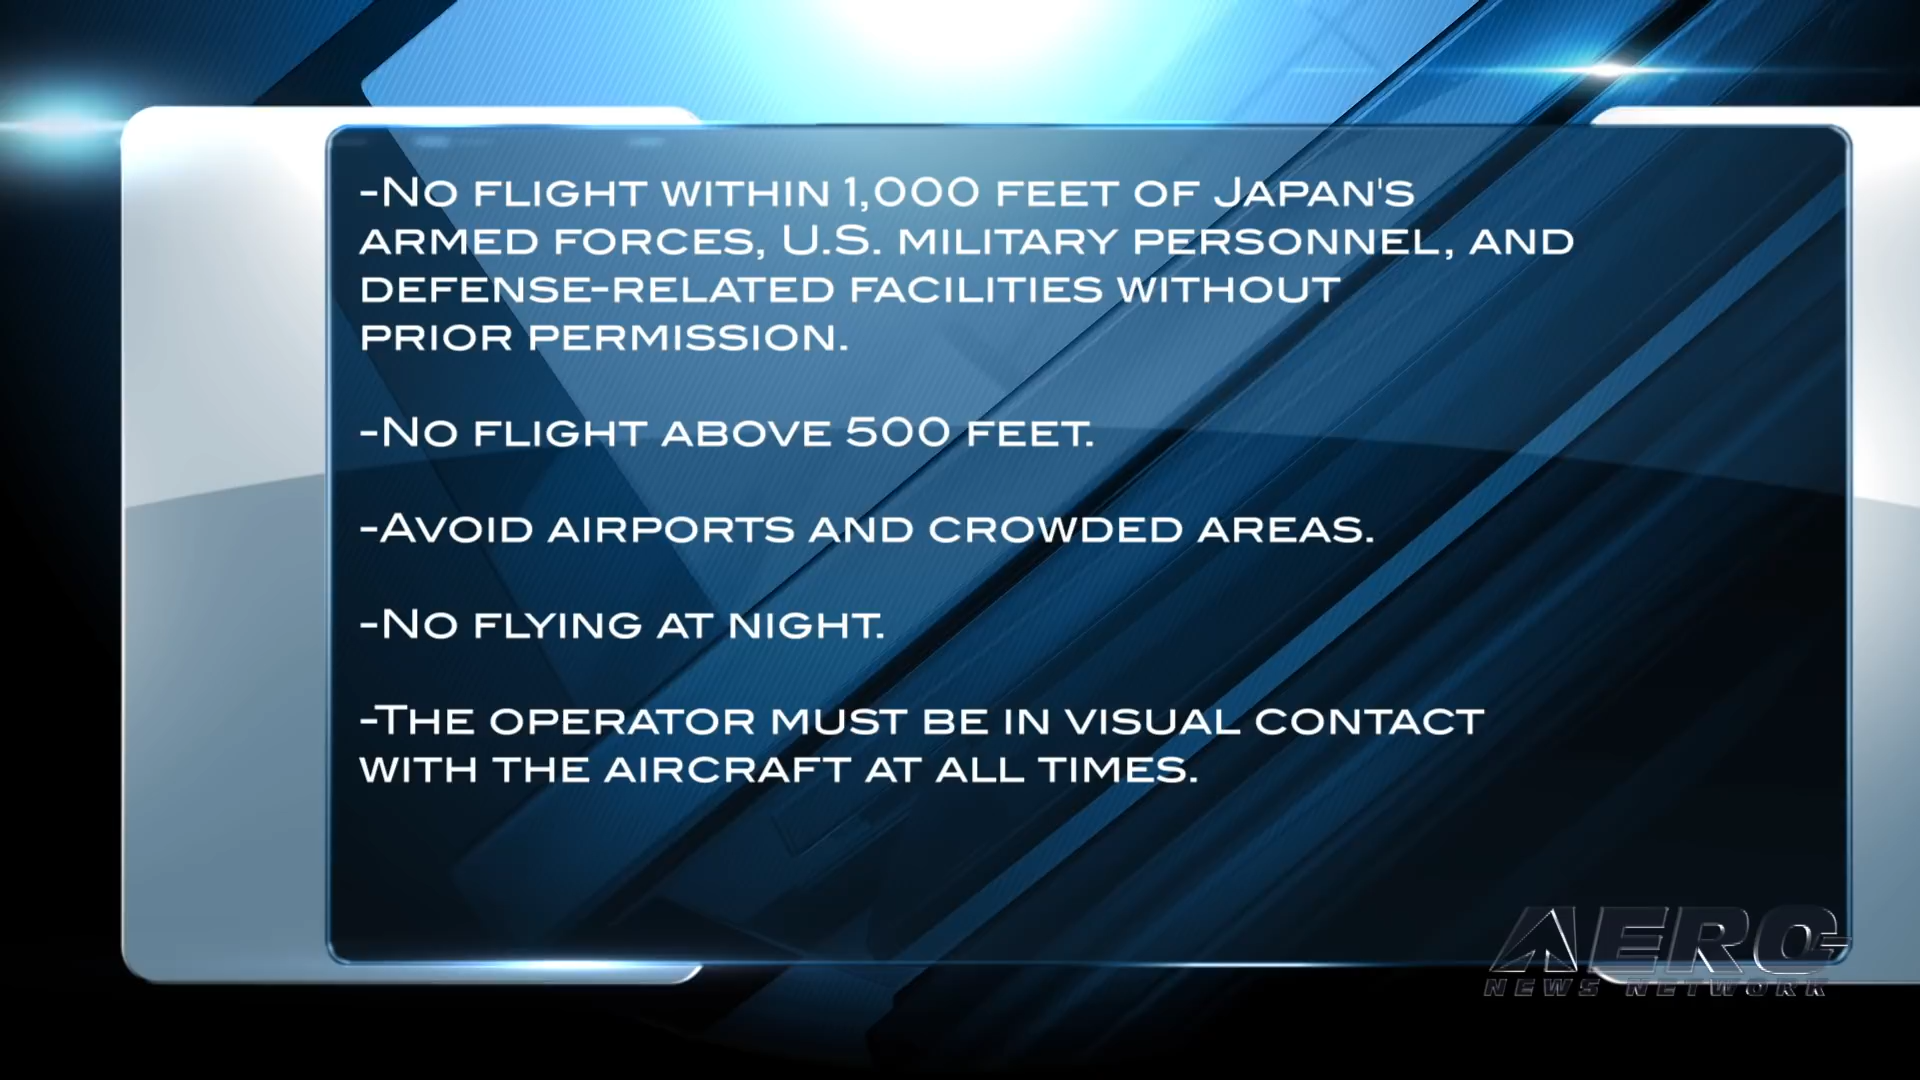 -No flight within 1,000 feet of Japan's
armed forces, U.S. military personnel, and
defense-related facilities without
prior permission.
-No flight above 500 feet.
-Avoid airports and crowded areas.
-No flying at night.
-The operator must be in visual contact
with the aircraft at all times.
AERO
NEWS NETWORK